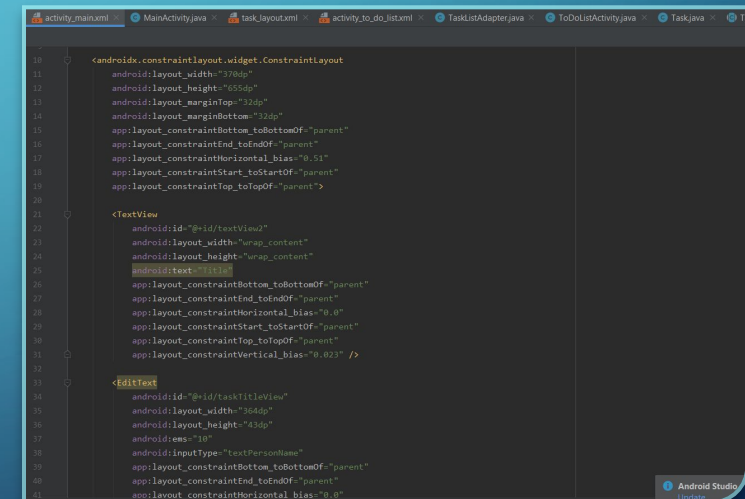 activity_main.xml MainActivity.java task_layout.xml activity_to_do_list.xml TaskListAdapter.java ToDoListActivity.java Task.java
10 <androidx.constraintlayout.widget.ConstraintLayout
11 android:layout_width="370dp"
12 android:layout_height="655dp"
13 android:layout_marginTop="32dp"
14 android:layout_marginBottom="32dp"
15 app:layout_constraintBottom_toBottomOf="parent"
16 app:layout_constraintEnd_toEndOf="parent"
17 app:layout_constraintHorizontal_bias="0.51"
18 app:layout_constraintStart_toStartOf="parent"
19 app:layout_constraintTop_toTopOf="parent">
20
21 <TextView
22 android:id="@+id/textView2"
23 android:layout_width="wrap_content"
24 android:layout_height="wrap_content"
25 android:text="Title"
26 app:layout_constraintBottom_toBottomOf="parent"
27 app:layout_constraintEnd_toEndOf="parent"
28 app:layout_constraintHorizontal_bias="0.0"
29 app:layout_constraintStart_toStartOf="parent"
30 app:layout_constraintTop_toTopOf="parent"
31 app:layout_constraintVertical_bias="0.023" />
32
33 <EditText
34 android:id="@+id/taskTitleView"
35 android:layout_width="364dp"
36 android:layout_height="43dp"
37 android:ems="10"
38 android:inputType="textPersonName"
39 app:layout_constraintBottom_toBottomOf="parent"
40 app:layout_constraintEnd_toEndOf="parent"
41 app:layout_constraintHorizontal_bias="0.0"
Android Studio
Update